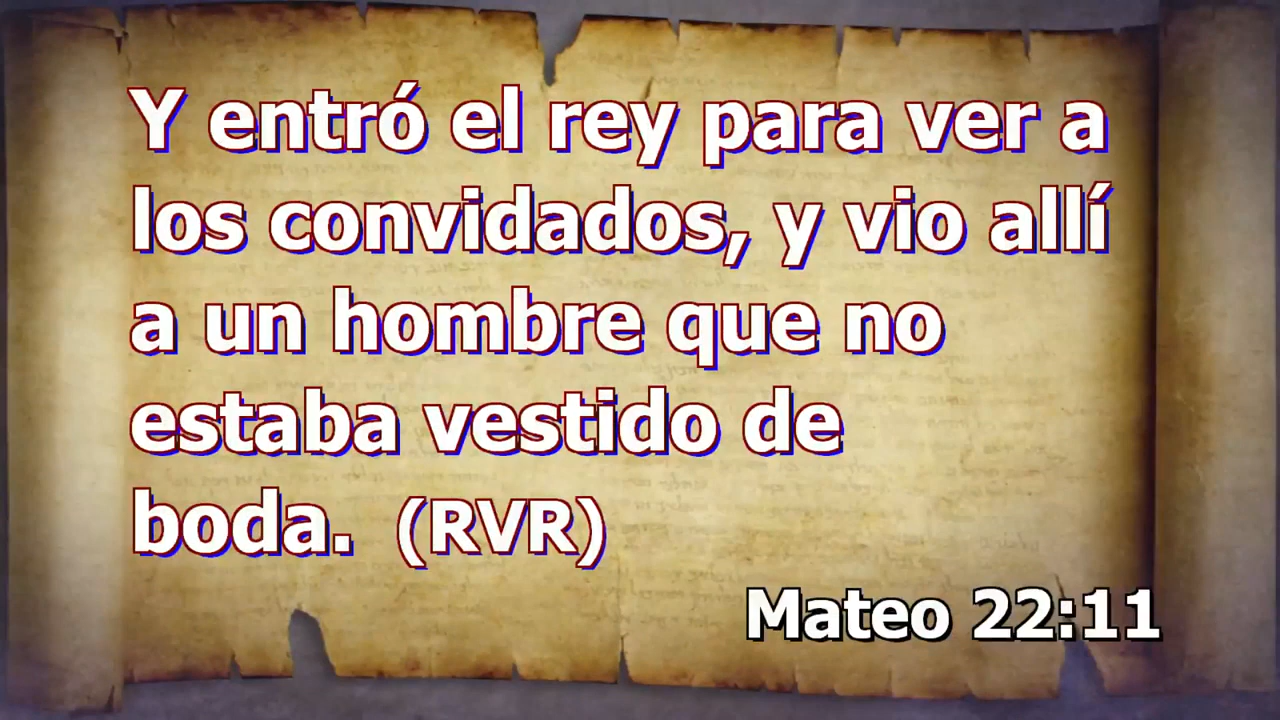 Y entró el rey para ver a
los convidados, y vio allí
a un hombre que no
estaba vestido de
boda. (RVR)
Mateo 22:11